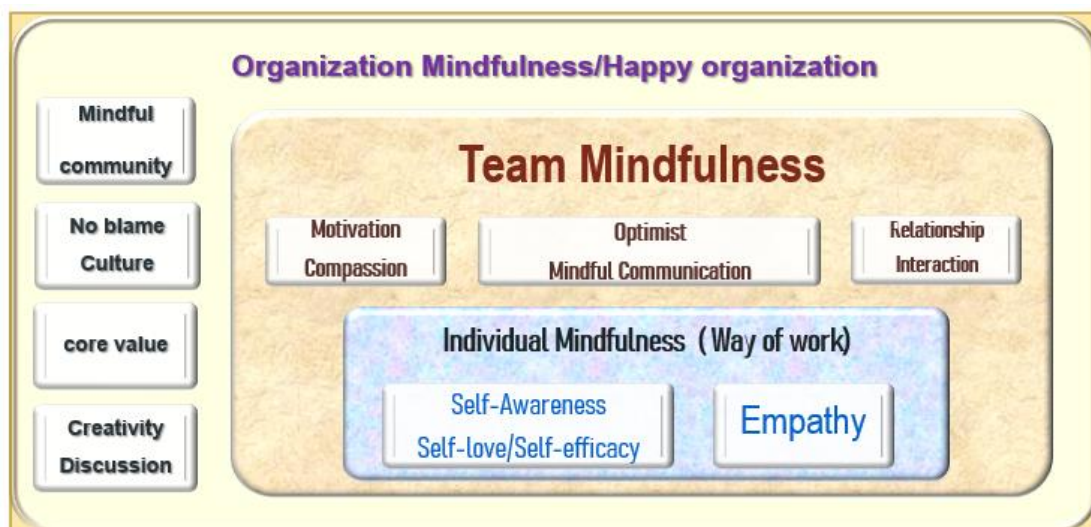 Organization Mindfulness/Happy organization
Mindful
community
No blame
Culture
core value
Creativity
Discussion
Team Mindfulness
Motivation
Compassion
Optimist
Mindful Communication
Relationship
Interaction
Individual Mindfulness (Way of work)
Self-Awareness
Self-love/Self-efficacy
Empathy